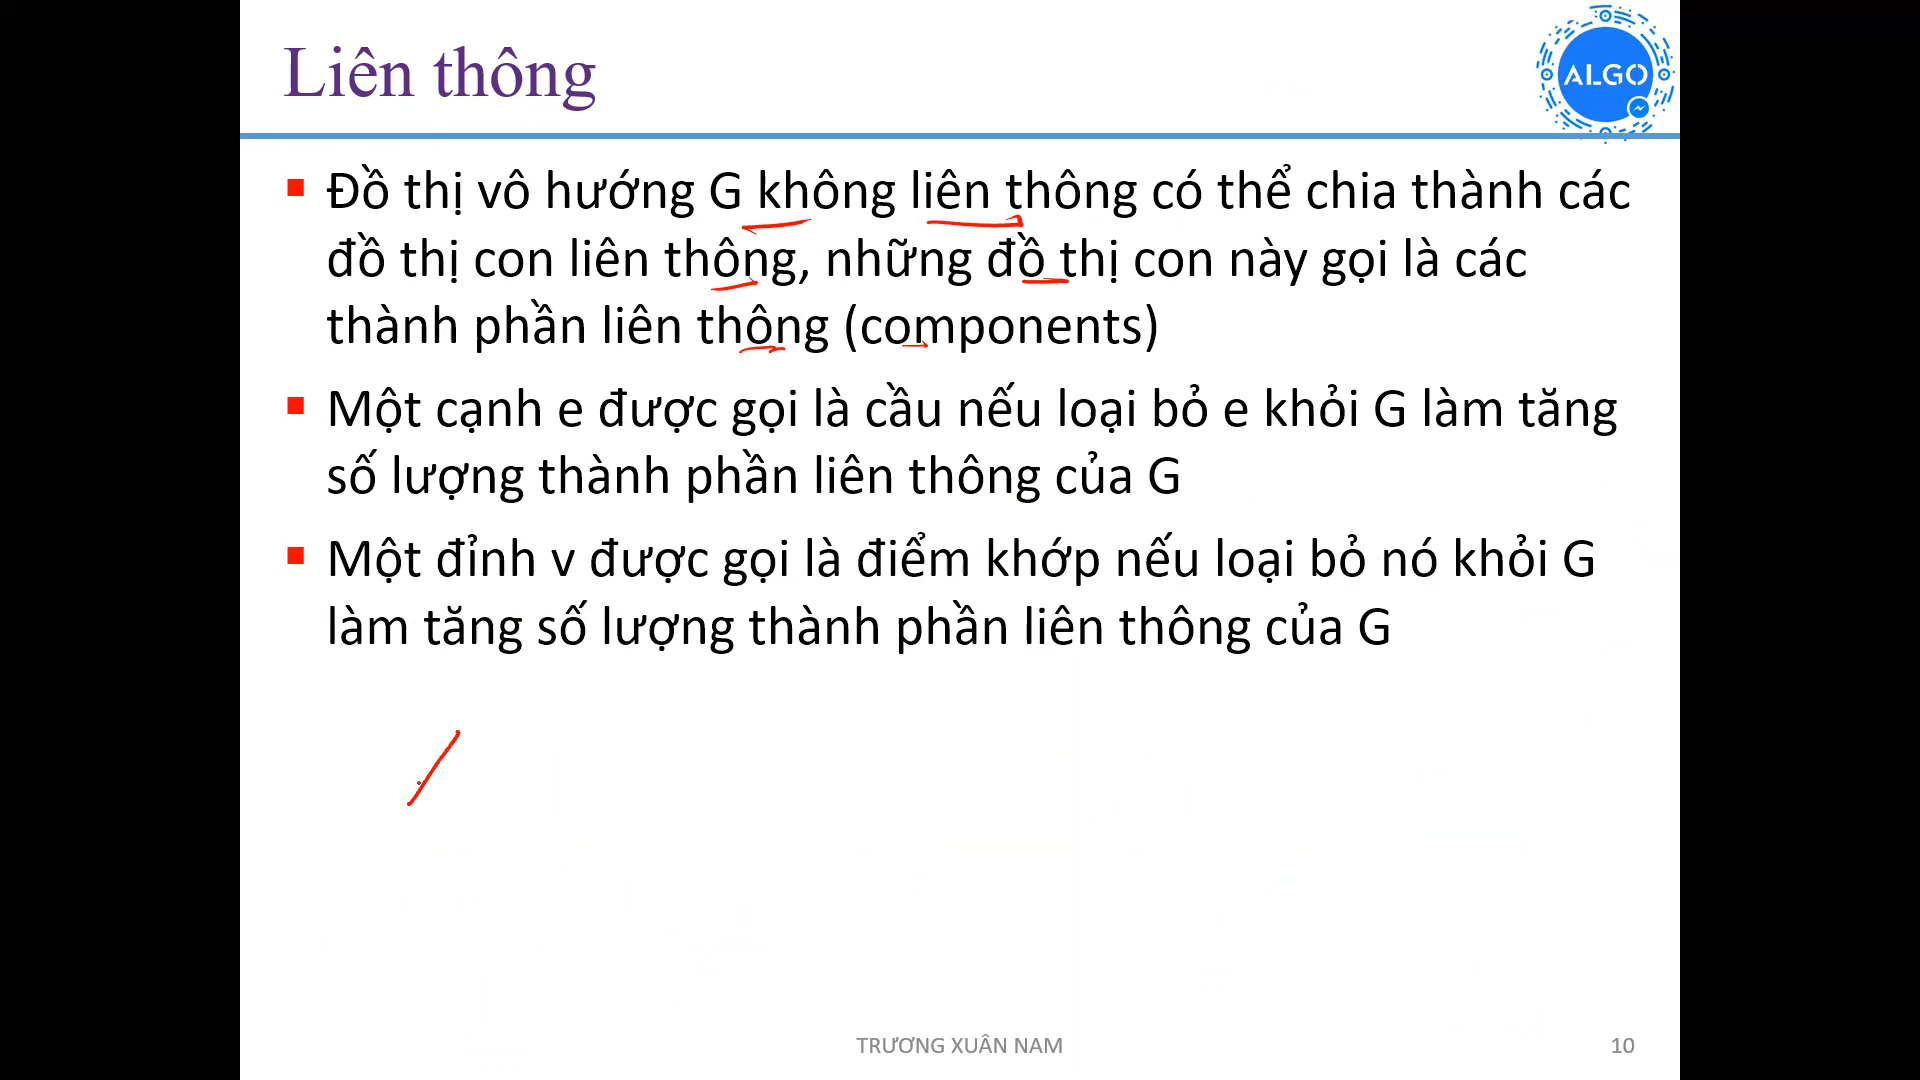 Liên thông
ALGO
Đồ thị vô hướng G không liên thông có thể chia thành các
đồ thị con liên thông, những đồ thị con này gọi là các
thành phần liên thông (components)
Một cạnh e được gọi là cầu nếu loại bỏ e khỏi G làm tăng
số lượng thành phần liên thông của G
Một đỉnh v được gọi là điểm khớp nếu loại bỏ nó khỏi G
làm tăng số lượng thành phần liên thông của G
TRƯƠNG XUÂN NAM
10